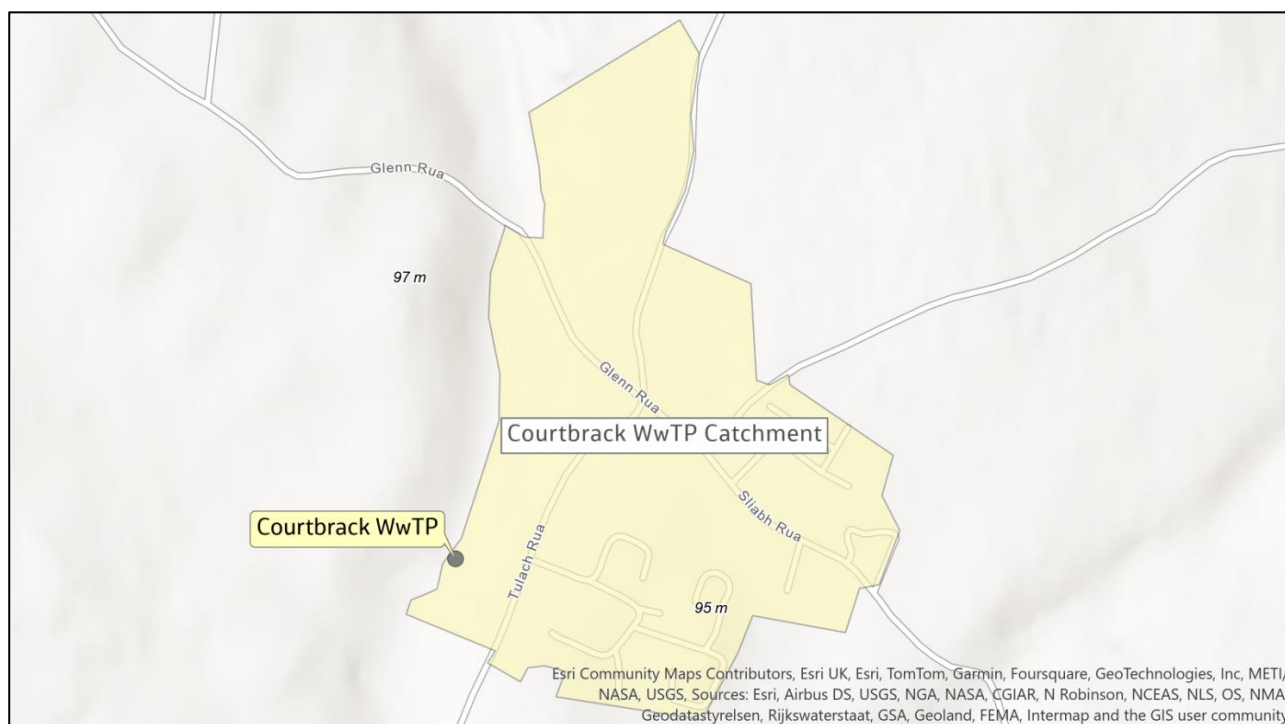 Glenn Rua
97 m
Glenn Rua
Courtbrack WwTP Catchment
Sliabh Rua
Courtbrack WwTP
Tulach Rua
95 m
Esri Community Maps Contributors, Esri UK, Esri, TomTom, Garmin, Foursquare, GeoTechnologies, Inc, METI/
NASA, USGS, Sources: Esri, Airbus DS, USGS, NGA, NASA, CGIAR, N Robinson, NCEAS, NLS, OS, NMA,
Geodatastyrelsen, Rijkswaterstaat, GSA, Geoland, FEMA, Intermap and the GIS user community